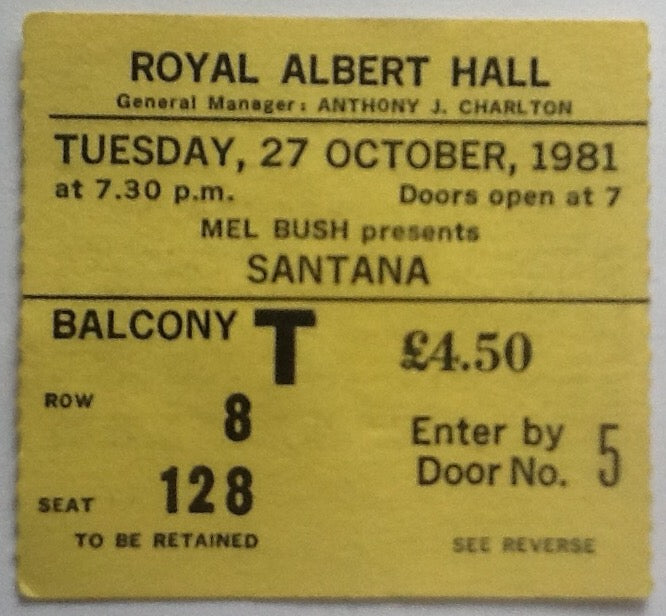 ROYAL ALBERT HALL
General Manager: ANTHONY J. CHARLTON
TUESDAY, 27 OCTOBER, 1981
at 7.30 p.m. Doors open at 7
MEL BUSH presents
SANTANA
BALCONY T £4.50
ROW 8
Enter by
Door No. 5
SEAT 128
TO BE RETAINED SEE REVERSE